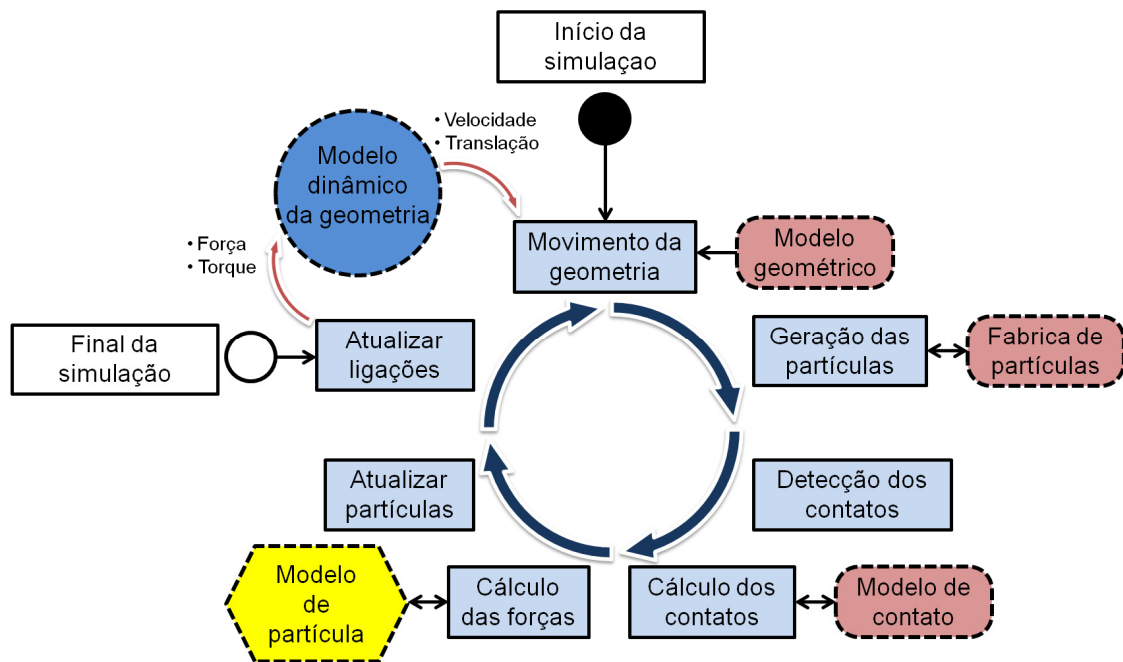 Início da
simulaçao
• Velocidade
• Translação
Modelo
dinâmico
da geometria
• Força
• Torque
Movimento da
geometria
Modelo
geométrico
Final da
simulação
Atualizar
ligações
Geração das
partículas
Fabrica de
partículas
Atualizar
partículas
Detecção dos
contatos
Modelo
de
partícula
Cálculo
das forças
Cálculo dos
contatos
Modelo de
contato